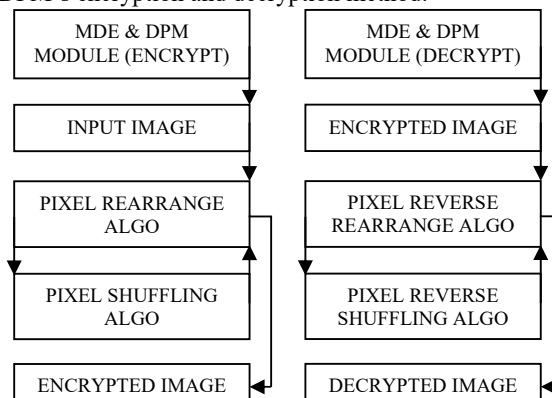 encryption and decryption method.
MDE & DPM
MODULE (ENCRYPT)
INPUT IMAGE
PIXEL REARRANGE
ALGO
PIXEL SHUFFLING
ALGO
ENCRYPTED IMAGE
MDE & DPM
MODULE (DECRYPT)
ENCRYPTED IMAGE
PIXEL REVERSE
REARRANGE ALGO
PIXEL REVERSE
SHUFFLING ALGO
DECRYPTED IMAGE